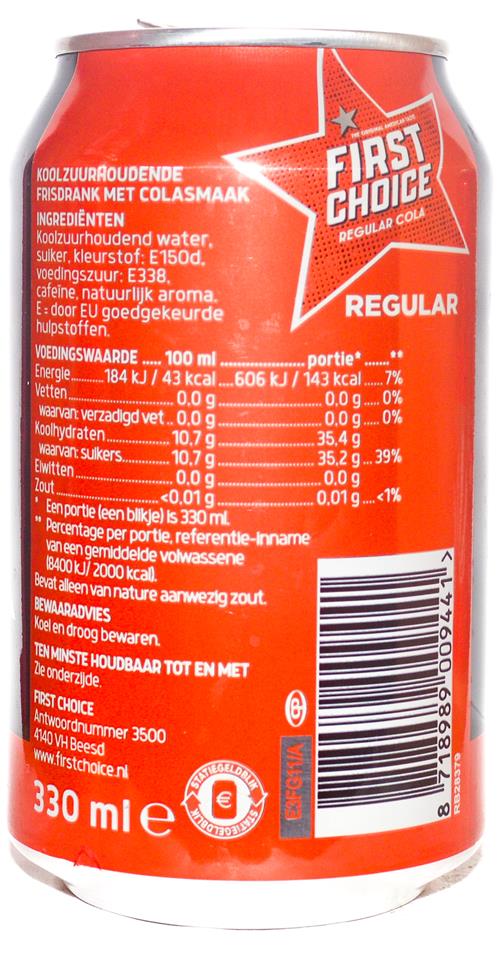 THE ORIGINAL AMERICAN TASTE
FIRST
CHOICE
REGULAR COLA
REGULAR
KOOLZUURHOUDENDE
FRISDRANK MET COLASMAAK
INGREDIËNTEN
Koolzuurhoudend water,
suiker, kleurstof: E150d,
voedingszuur: E338,
cafeïne, natuurlijk aroma.
E = door EU goedgekeurde
hulpstoffen.
VOEDINGSWAARDE ..... 100 ml ..................... portie* ...... **
Energie ........ 184 kJ / 43 kcal .... 606 kJ / 143 kcal ..... 7%
Vetten ........ 0,0 g ........ 0,0 g .... 0%
waarvan: verzadigd vet .. 0,0 g ........ 0,0 g .... 0%
Koolhydraten ........ 10,7 g ........ 35,4 g
waarvan: suikers ........ 10,7 g ........ 35,2 g ... 39%
Eiwitten ........ 0,0 g ........ 0,0 g
Zout ........ <0,01 g ........ 0,01 g .... <1%
* Een portie (een blikje) is 330 ml.
** Percentage per portie, referentie-inname
van een gemiddelde volwassene
(8400 kJ / 2000 kcal).
Bevat alleen van nature aanwezig zout.
BEWAARADVIES
Koel en droog bewaren.
TEN MINSTE HOUDBAAR TOT EN MET
Zie onderzijde.
FIRST CHOICE
Antwoordnummer 3500
4140 VH Beesd
www.firstchoice.nl
330 ml e
STATIEGELDBLIK
€
STATIEGELDBLIK
8 718989 009441 >
RB28379